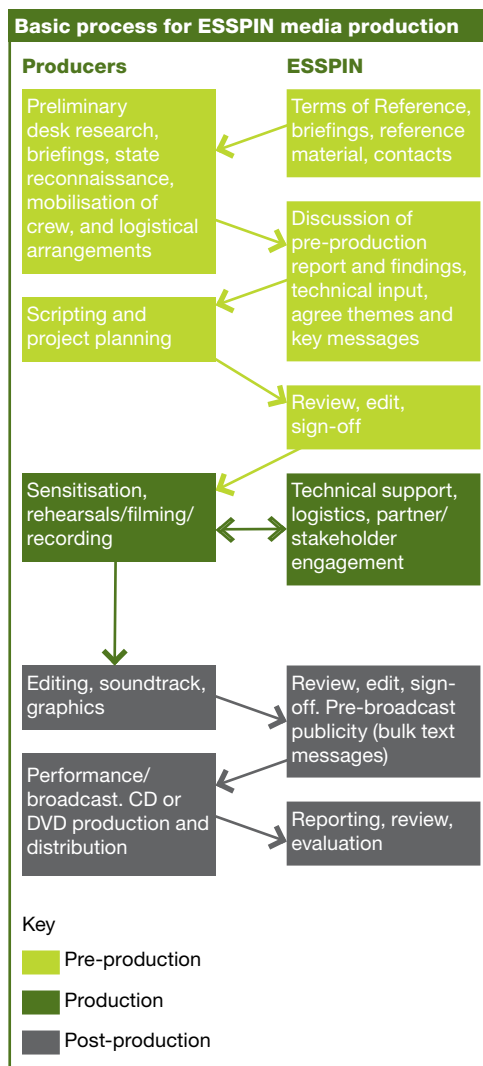 Basic process for ESSPIN media production
Producers
ESSPIN
Preliminary
desk research,
briefings, state
reconnaissance,
mobilisation of
crew, and logistical
arrangements
Terms of Reference,
briefings, reference
material, contacts
Discussion of
pre-production
report and findings,
technical input,
agree themes and
key messages
Scripting and
project planning
Review, edit,
sign-off
Sensitisation,
rehearsals/filming/
recording
Technical support,
logistics, partner/
stakeholder
engagement
Editing, soundtrack,
graphics
Review, edit, sign-
off. Pre-broadcast
publicity (bulk text
messages)
Performance/
broadcast. CD or
DVD production and
distribution
Reporting, review,
evaluation
Key
Pre-production
Production
Post-production